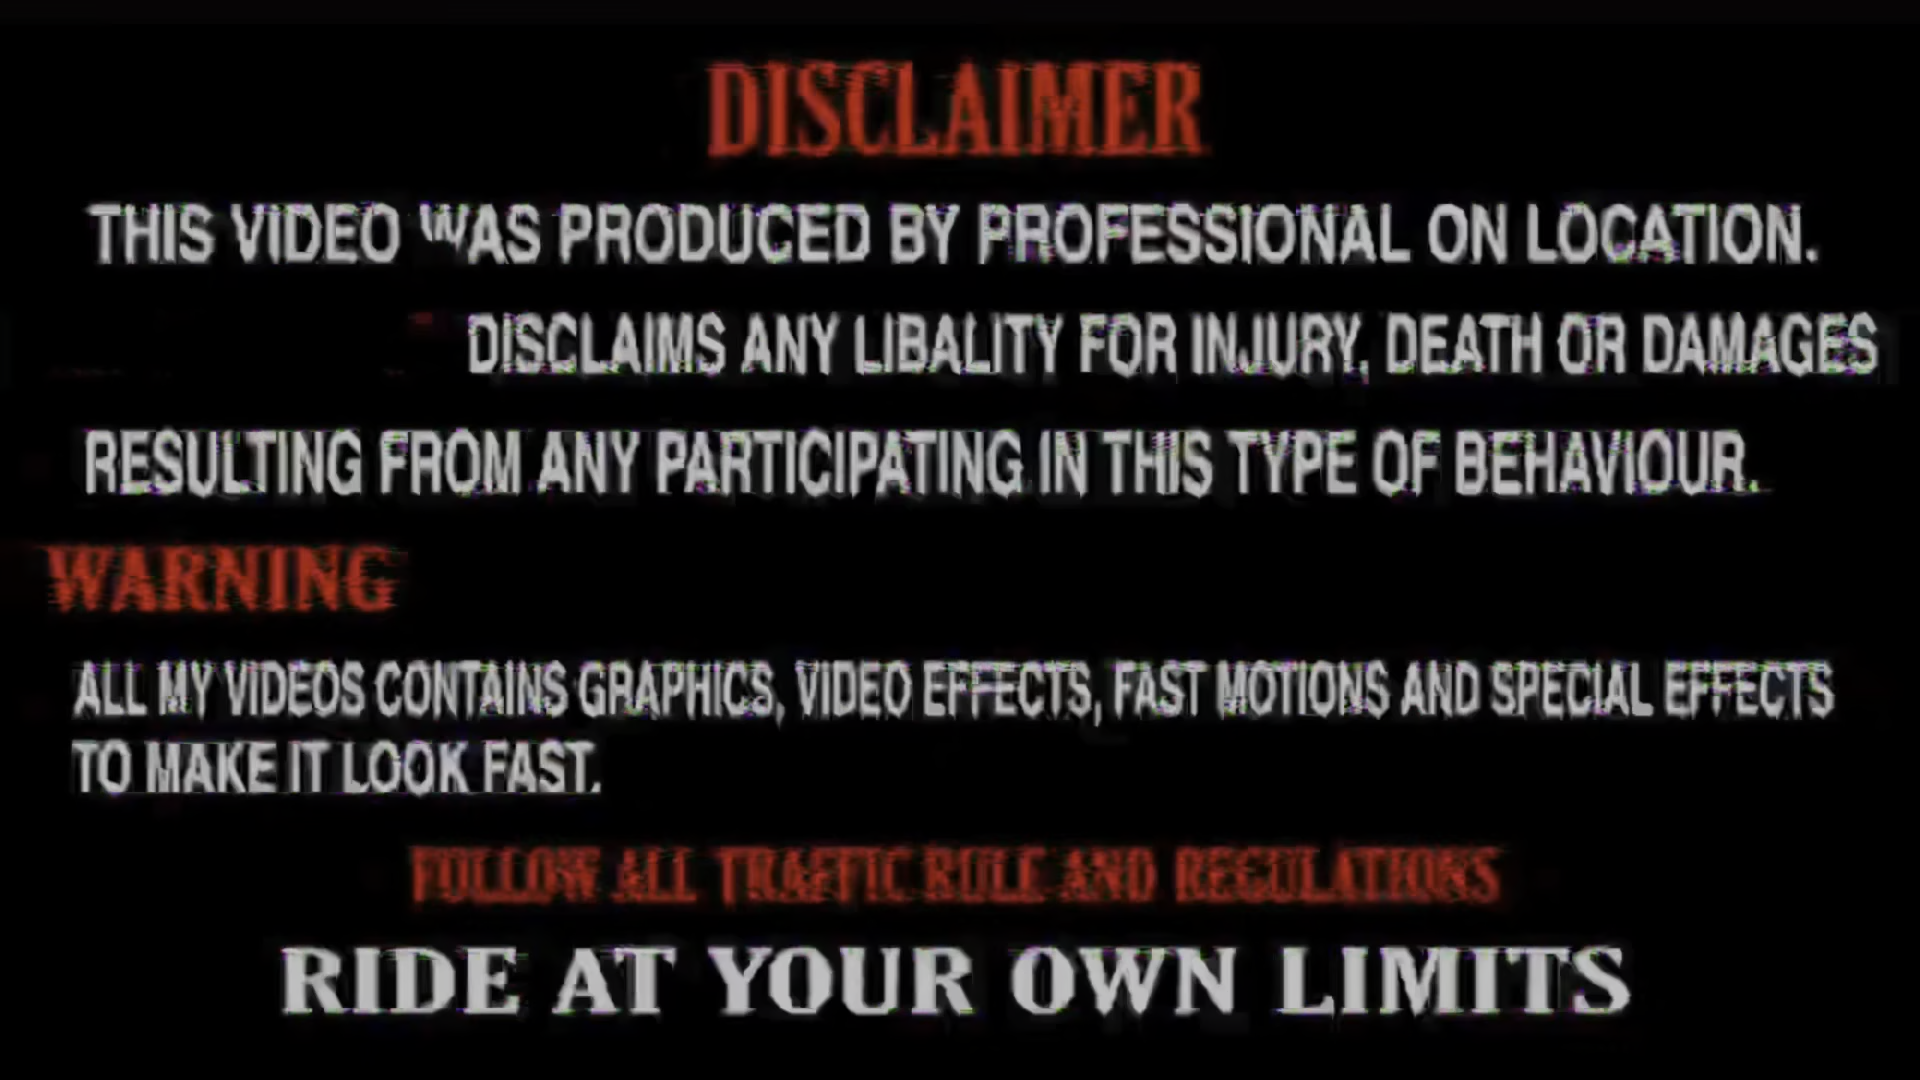 DISCLAIMER
THIS VIDEO WAS PRODUCED BY PROFESSIONAL ON LOCATION.
DISCLAIMS ANY LIBALITY FOR INJURY, DEATH OR DAMAGES
RESULTING FROM ANY PARTICIPATING IN THIS TYPE OF BEHAVIOUR.
WARNING
ALL MY VIDEOS CONTAINS GRAPHICS, VIDEO EFFECTS, FAST MOTIONS AND SPECIAL EFFECTS
TO MAKE IT LOOK FAST.
FOLLOW ALL TRAFFIC RULE AND REGULATIONS
RIDE AT YOUR OWN LIMITS